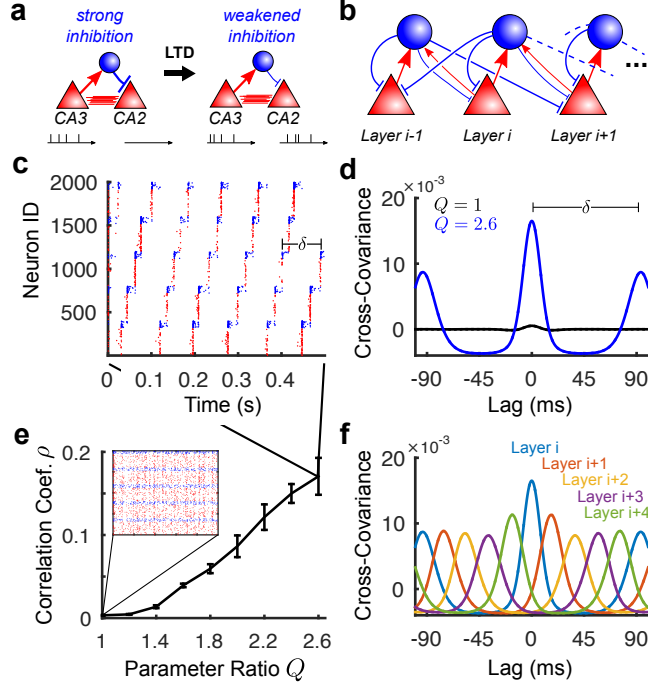 a
strong inhibition
LTD
weakened inhibition
CA3 CA2
CA3 CA2
b
...
Layer i-1 Layer i Layer i+1
c
2000
1500
1000
500
Neuron ID
δ
0 0.1 0.2 0.3 0.4
Time (s)
d
×10⁻³
Q = 1
Q = 2.6
δ
20
10
0
Cross-Covariance
-90 -45 0 45 90
Lag (ms)
e
0.2
0.1
0
Correlation Coef. ρ
1 1.4 1.8 2.2 2.6
Parameter Ratio Q
f
×10⁻³
Layer i
Layer i+1
Layer i+2
Layer i+3
Layer i+4
20
10
0
Cross-Covariance
-90 -45 0 45 90
Lag (ms)